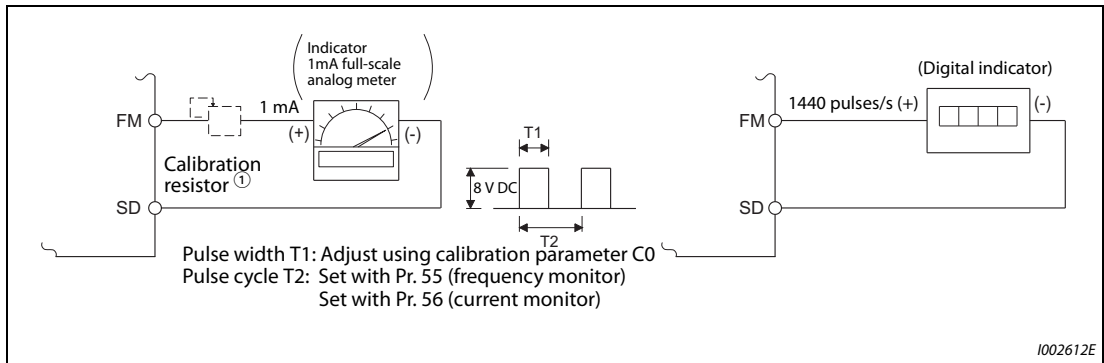 Indicator
1mA full-scale
analog meter
FM
1 mA
(+)
(-)
Calibration
resistor ①
SD
T1
8 V DC
T2
Pulse width T1: Adjust using calibration parameter C0
Pulse cycle T2: Set with Pr. 55 (frequency monitor)
Set with Pr. 56 (current monitor)
(Digital indicator)
1440 pulses/s (+)
(-)
FM
SD
I002612E